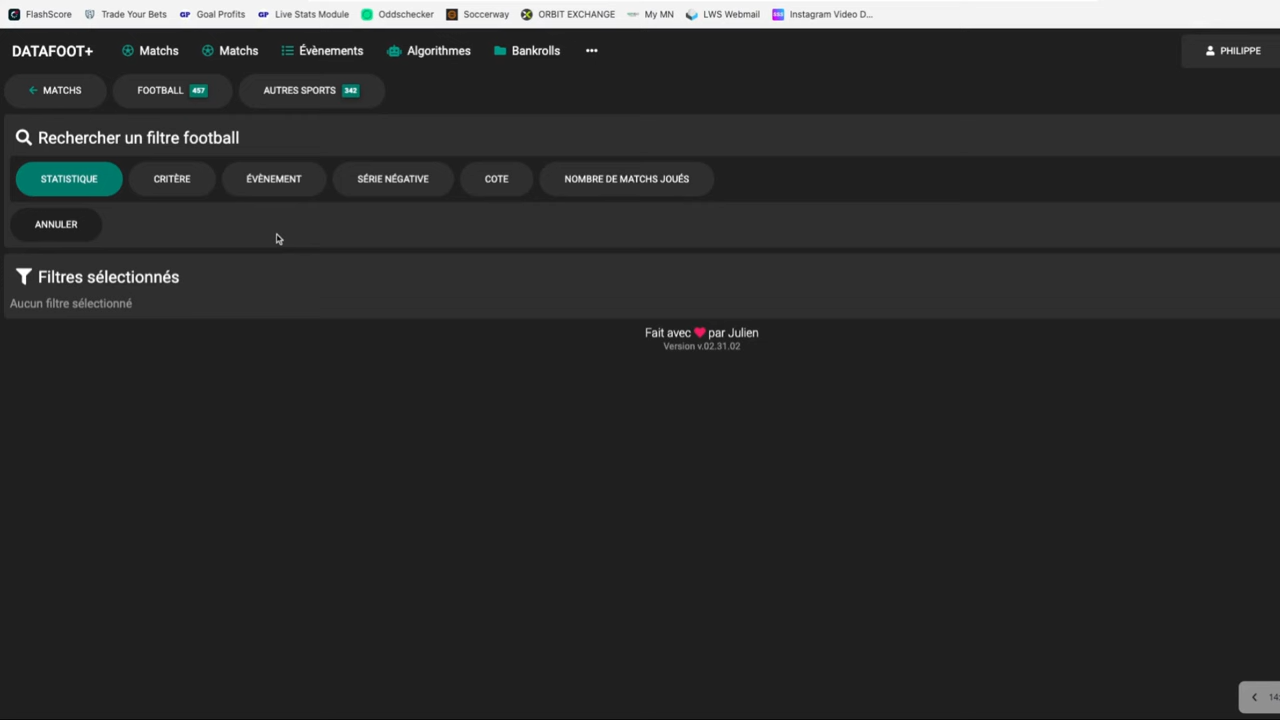 FlashScore Trade Your Bets GP Goal Profits GP Live Stats Module Oddschecker Soccerway ORBIT EXCHANGE My MN LWS Webmail Instagram Video D...
DATAFOOT+ Matchs Matchs Évènements Algorithmes Bankrolls ••• PHILIPPE
← MATCHS FOOTBALL 457 AUTRES SPORTS 342
Rechercher un filtre football
STATISTIQUE CRITÈRE ÉVÈNEMENT SÉRIE NÉGATIVE COTE NOMBRE DE MATCHS JOUÉS
ANNULER
Filtres sélectionnés
Aucun filtre sélectionné
Fait avec ❤ par Julien
Version v.02.31.02